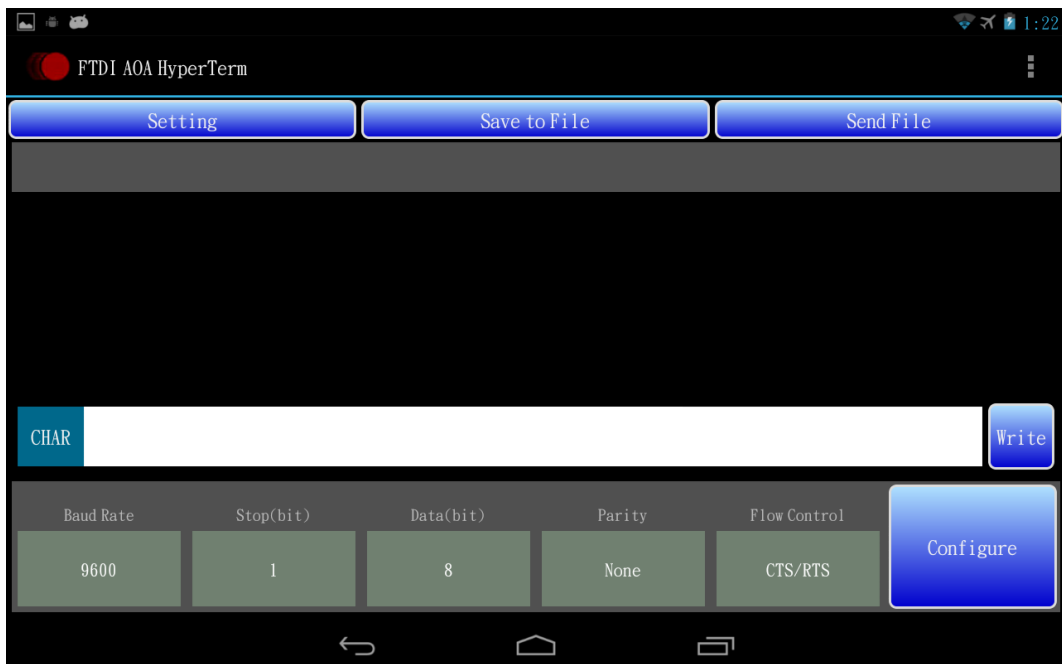 1:22
FTDI AOA HyperTerm
Setting Save to File Send File
CHAR Write
Baud Rate Stop(bit) Data(bit) Parity Flow Control
9600 1 8 None CTS/RTS
Configure